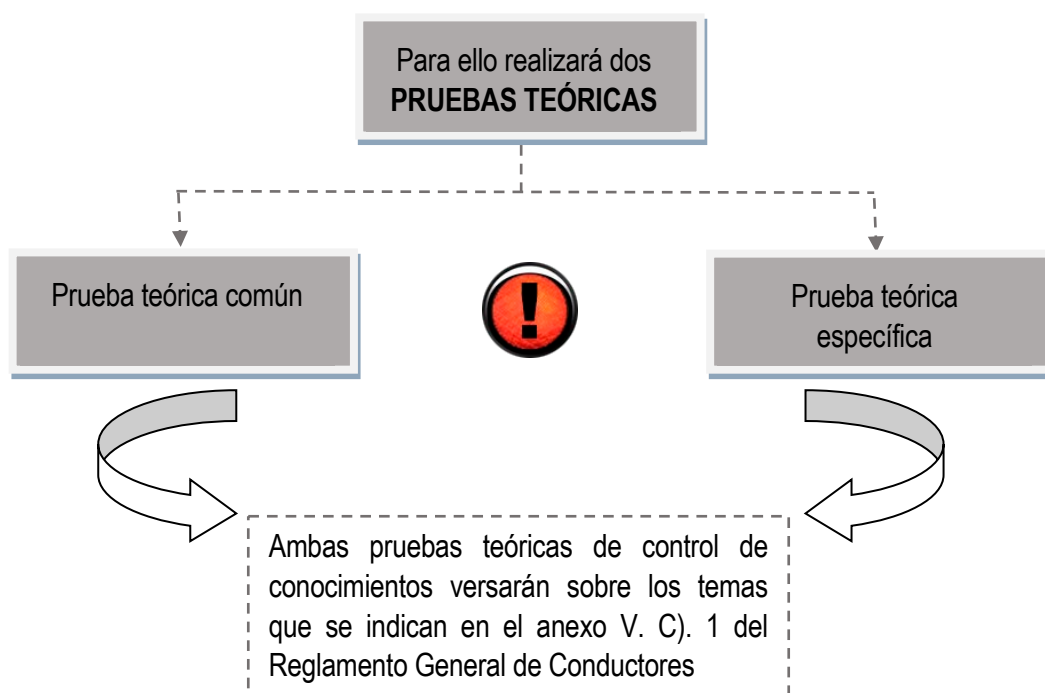 Para ello realizará dos
PRUEBAS TEÓRICAS
Prueba teórica común
!
Prueba teórica
específica
Ambas pruebas teóricas de control de
conocimientos versarán sobre los temas
que se indican en el anexo V. C). 1 del
Reglamento General de Conductores